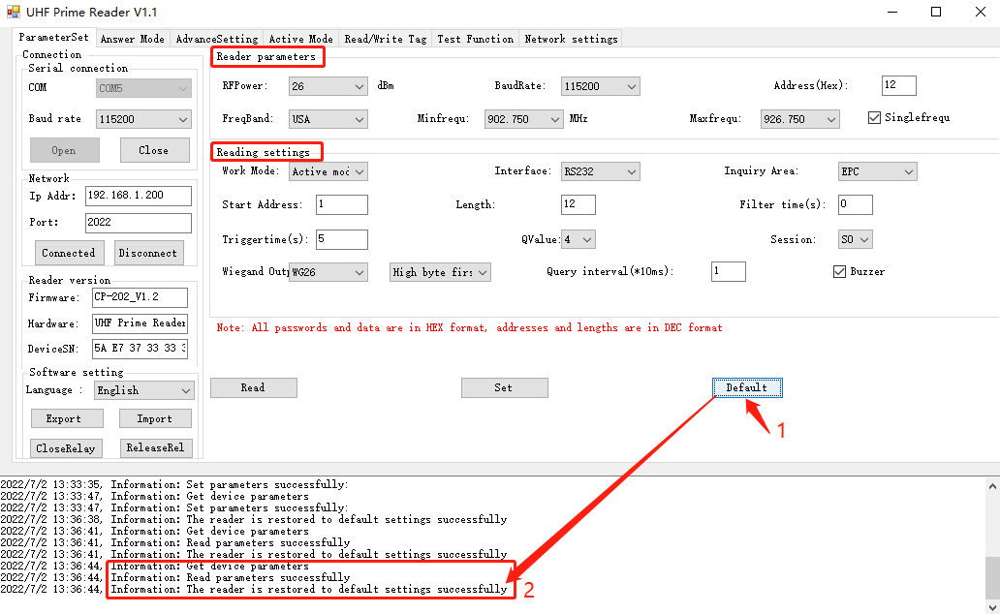 UHF Prime Reader V1.1
ParameterSet Answer Mode AdvanceSetting Active Mode Read/Write Tag Test Function Network settings
Connection
Serial connection
COM COM5
Baud rate 115200
Open Close
Network
Ip Addr: 192.168.1.200
Port: 2022
Connected Disconnect
Reader version
Firmware: CP-202_V1.2
Hardware: UHF Prime Reader
DeviceSN: 5A E7 37 33 33
Software setting
Language : English
Export Import
CloseRelay ReleaseRel
Reader parameters
RFPower: 26 dBm BaudRate: 115200 Address(Hex): 12
FreqBand: USA Minfrequ: 902.750 MHz Maxfrequ: 926.750 Singlefrequ
Reading settings
Work Mode: Active mod Interface: RS232 Inquiry Area: EPC
Start Address: 1 Length: 12 Filter time(s): 0
Triggertime(s): 5 QValue: 4 Session: S0
Wiegand Outp WG26 High byte firs Query interval(*10ms): 1 Buzzer
Note: All passwords and data are in HEX format, addresses and lengths are in DEC format
Read Set Default
1
2022/7/2 13:33:35, Information: Set parameters successfully:
2022/7/2 13:33:47, Information: Get device parameters
2022/7/2 13:33:47, Information: Set parameters successfully:
2022/7/2 13:36:38, Information: The reader is restored to default settings successfully
2022/7/2 13:36:41, Information: Get device parameters
2022/7/2 13:36:41, Information: Read parameters successfully
2022/7/2 13:36:41, Information: The reader is restored to default settings successfully
2022/7/2 13:36:44, Information: Get device parameters
2022/7/2 13:36:44, Information: Read parameters successfully
2022/7/2 13:36:44, Information: The reader is restored to default settings successfully
2